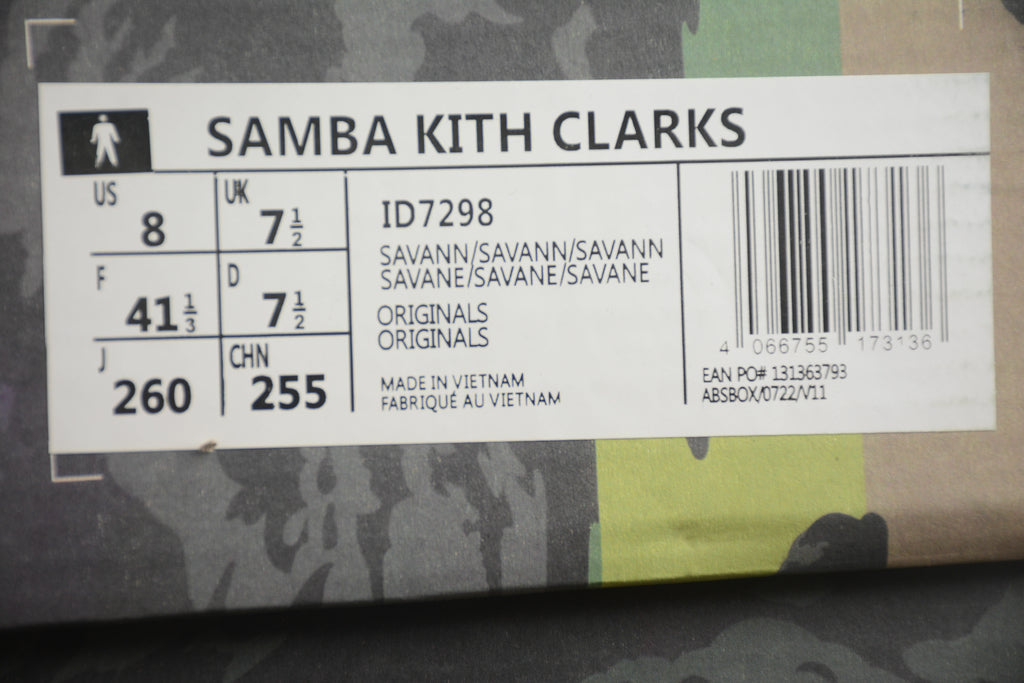 SAMBA KITH CLARKS
US
8
UK
7 1/2
F
41 1/3
D
7 1/2
J
260
CHN
255
ID7298
SAVANN/SAVANN/SAVANN
SAVANE/SAVANE/SAVANE
ORIGINALS
ORIGINALS
MADE IN VIETNAM
FABRIQUÉ AU VIETNAM
4 066755 173136
EAN PO# 131363793
ABSBOX/0722/V11